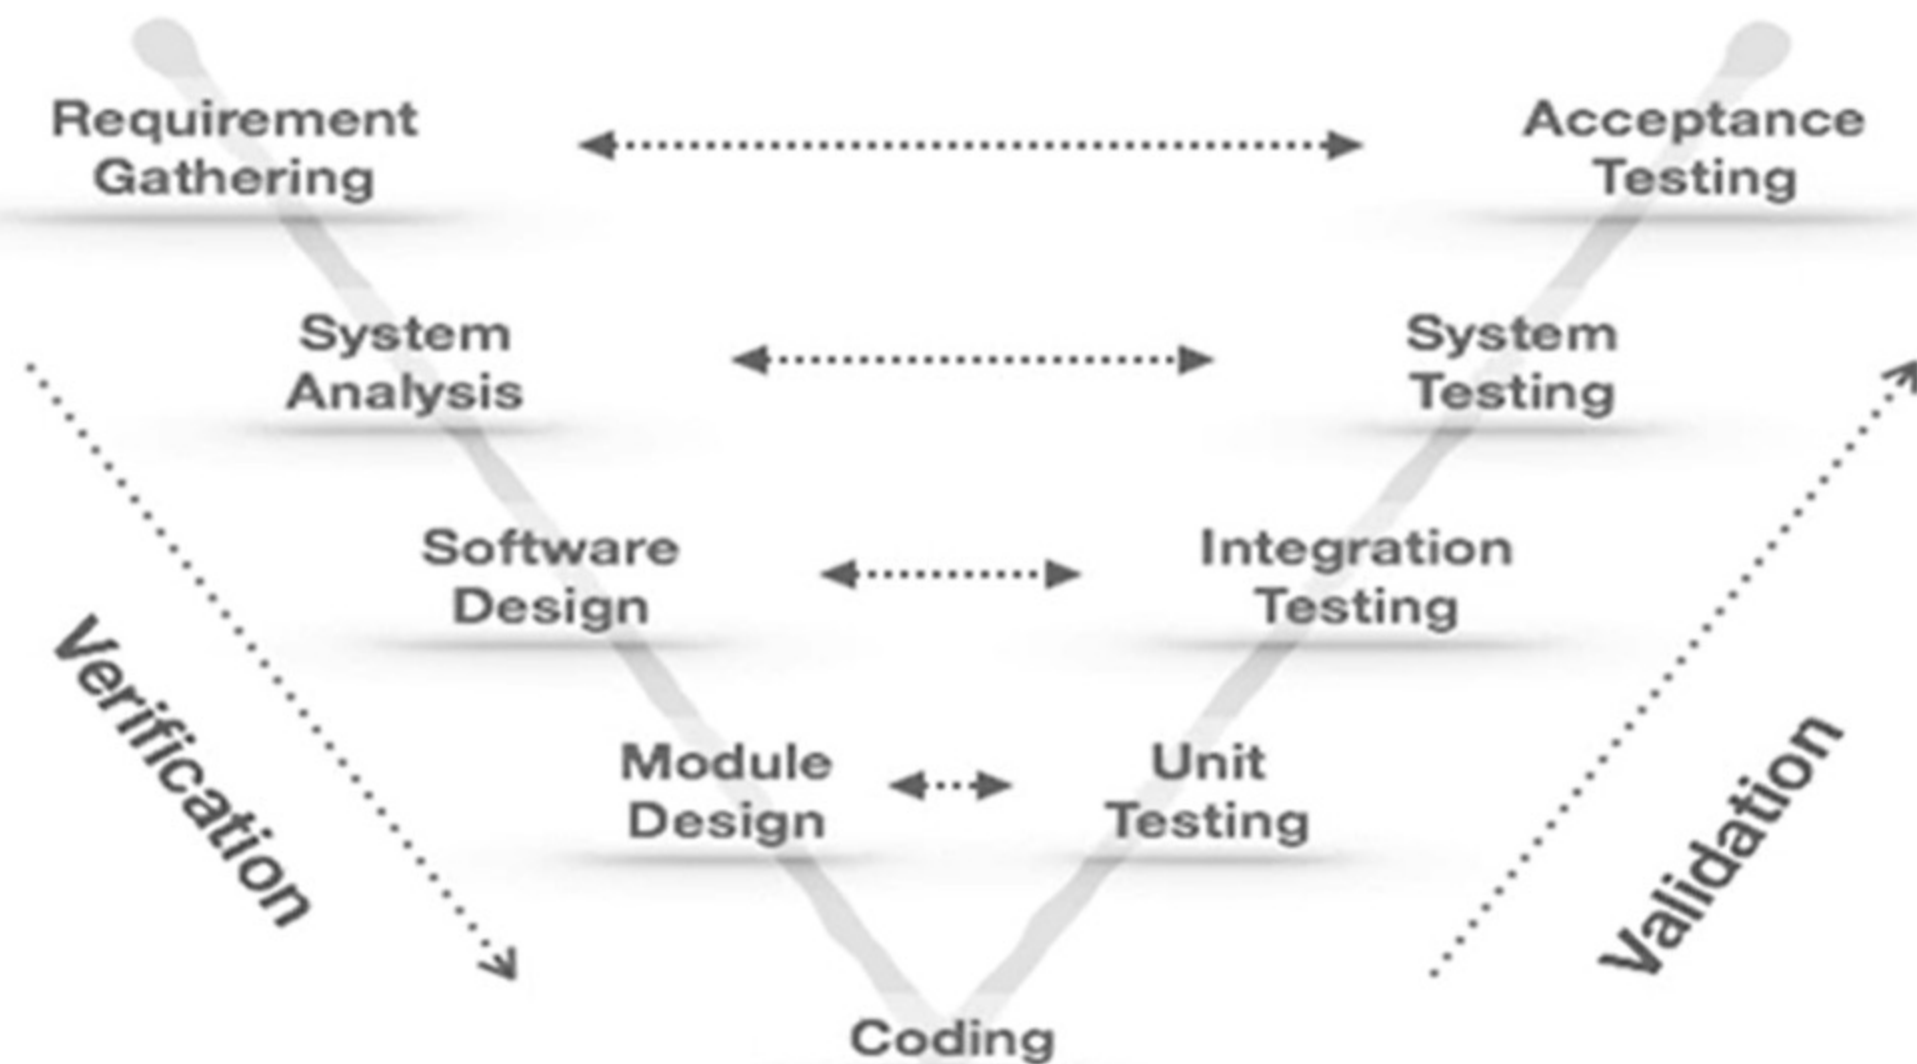 Requirement
Gathering
Acceptance
Testing
System
Analysis
System
Testing
Software
Design
Integration
Testing
Verification
Module
Design
Unit
Testing
Validation
Coding